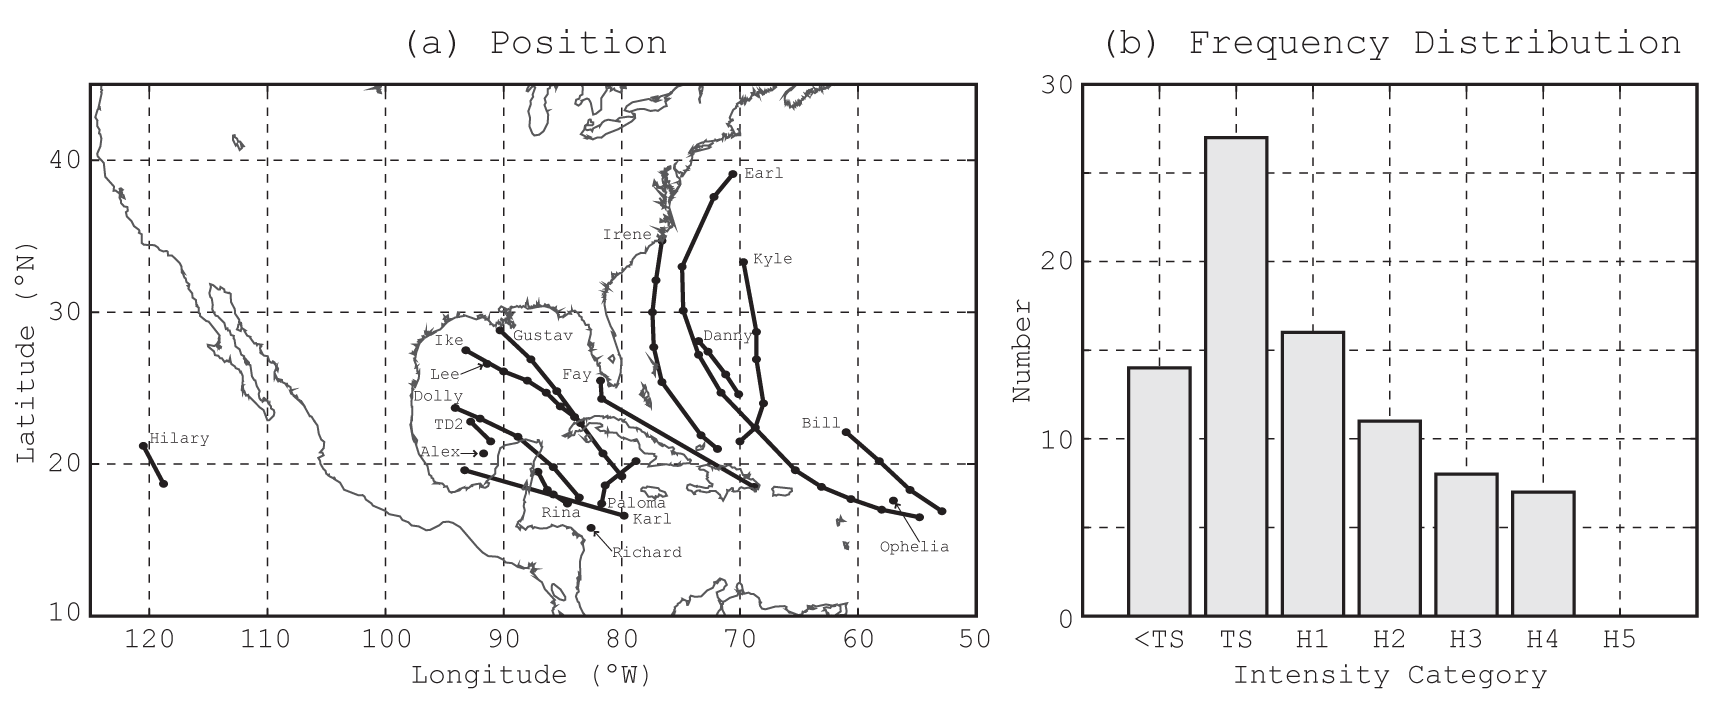 (a) Position
Latitude (°N)
40
30
20
10
120 110 100 90 80 70 60 50
Longitude (°W)
Earl
Irene
Kyle
Ike
Gustav
Danny
Lee
Fay
Dolly
TD2
Bill
Hilary
Alex
Paloma
Rina
Karl
Ophelia
Richard
(b) Frequency Distribution
Number
30
20
10
0
<TS TS H1 H2 H3 H4 H5
Intensity Category